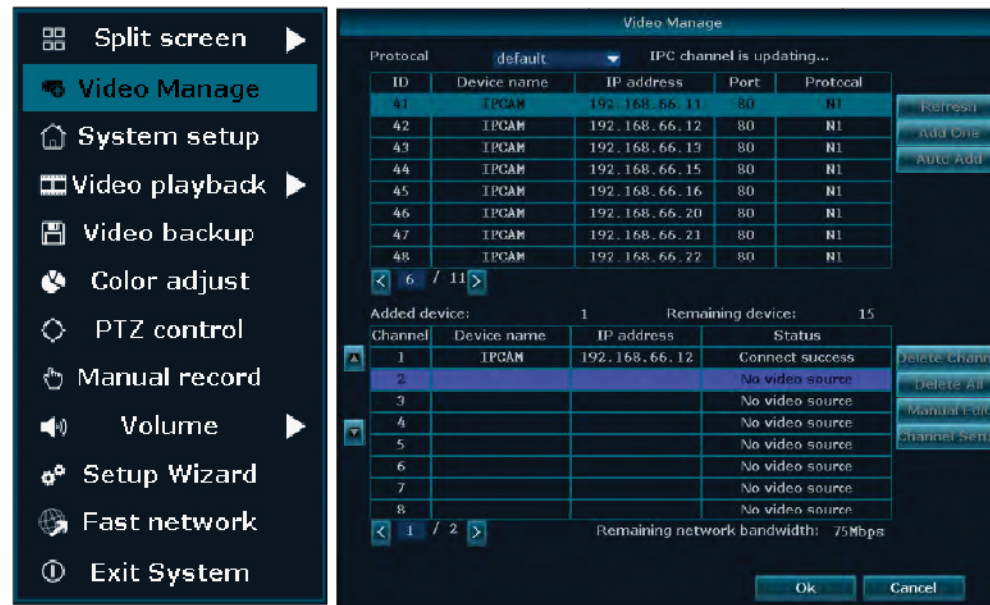 Split screen
Video Manage
System setup
Video playback
Video backup
Color adjust
PTZ control
Manual record
Volume
Setup Wizard
Fast network
Exit System
Video Manage
Protocal default IPC channel is updating...
ID Device name IP address Port Protocal
41 IPCAM 192.168.66.11 80 N1
42 IPCAM 192.168.66.12 80 N1
43 IPCAM 192.168.66.13 80 N1
44 IPCAM 192.168.66.15 80 N1
45 IPCAM 192.168.66.16 80 N1
46 IPCAM 192.168.66.20 80 N1
47 IPCAM 192.168.66.21 80 N1
48 IPCAM 192.168.66.22 80 N1
Refresh
Add One
Auto Add
< 6 / 11 >
Added device: 1 Remaining device: 15
Channel Device name IP address Status
1 IPCAM 192.168.66.12 Connect success
2 No video source
3 No video source
4 No video source
5 No video source
6 No video source
7 No video source
8 No video source
Delete Chann
Delete All
Manual Edit
Channel Setu
< 1 / 2 > Remaining network bandwidth: 75Mbps
Ok Cancel